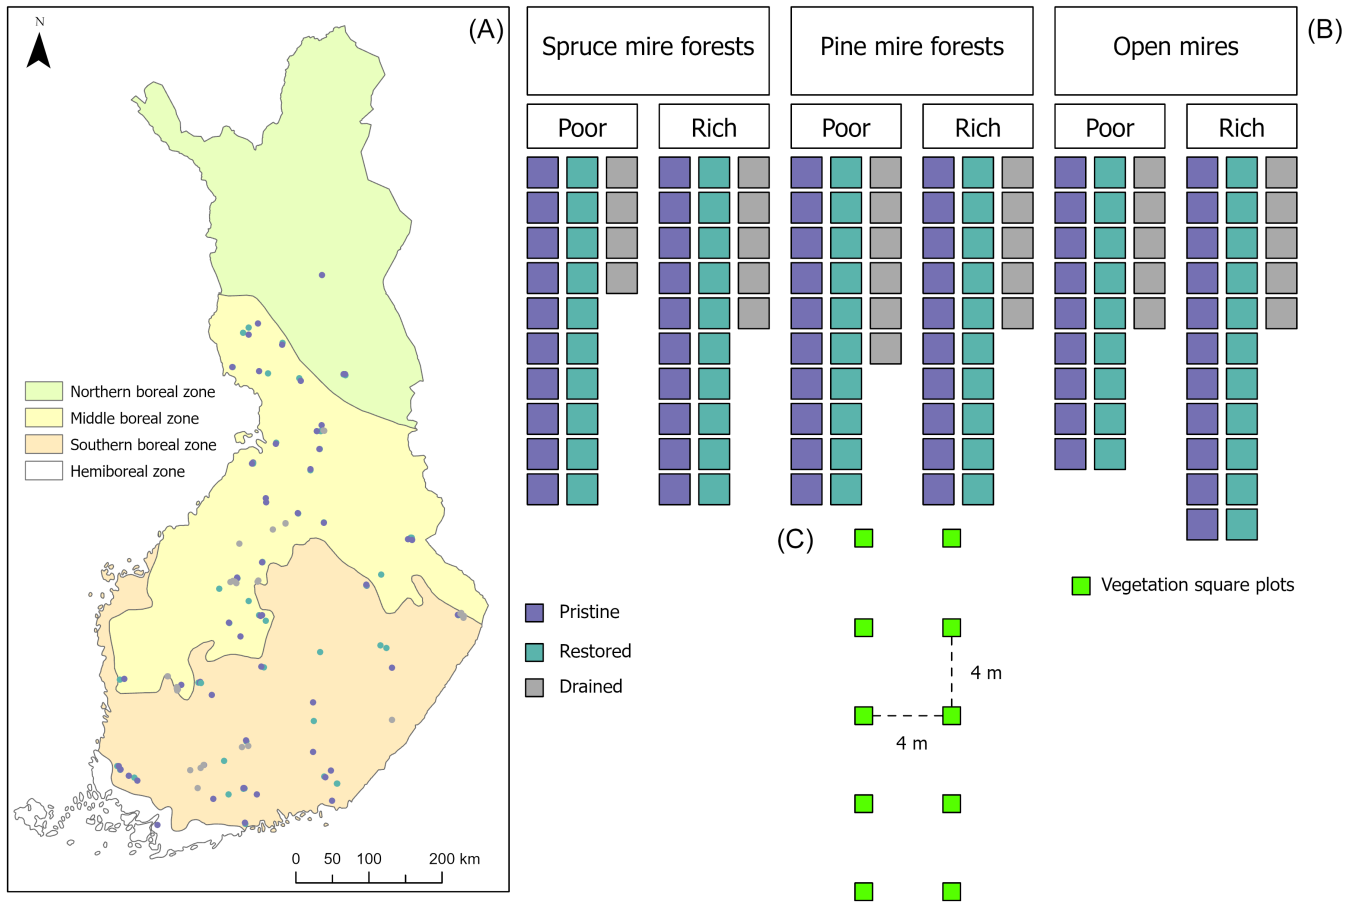 N
(A)
Northern boreal zone
Middle boreal zone
Southern boreal zone
Hemiboreal zone
0 50 100 200 km
Spruce mire forests
Pine mire forests
Open mires
(B)
Poor
Rich
Poor
Rich
Poor
Rich
Pristine
Restored
Drained
(C)
4 m
4 m
Vegetation square plots